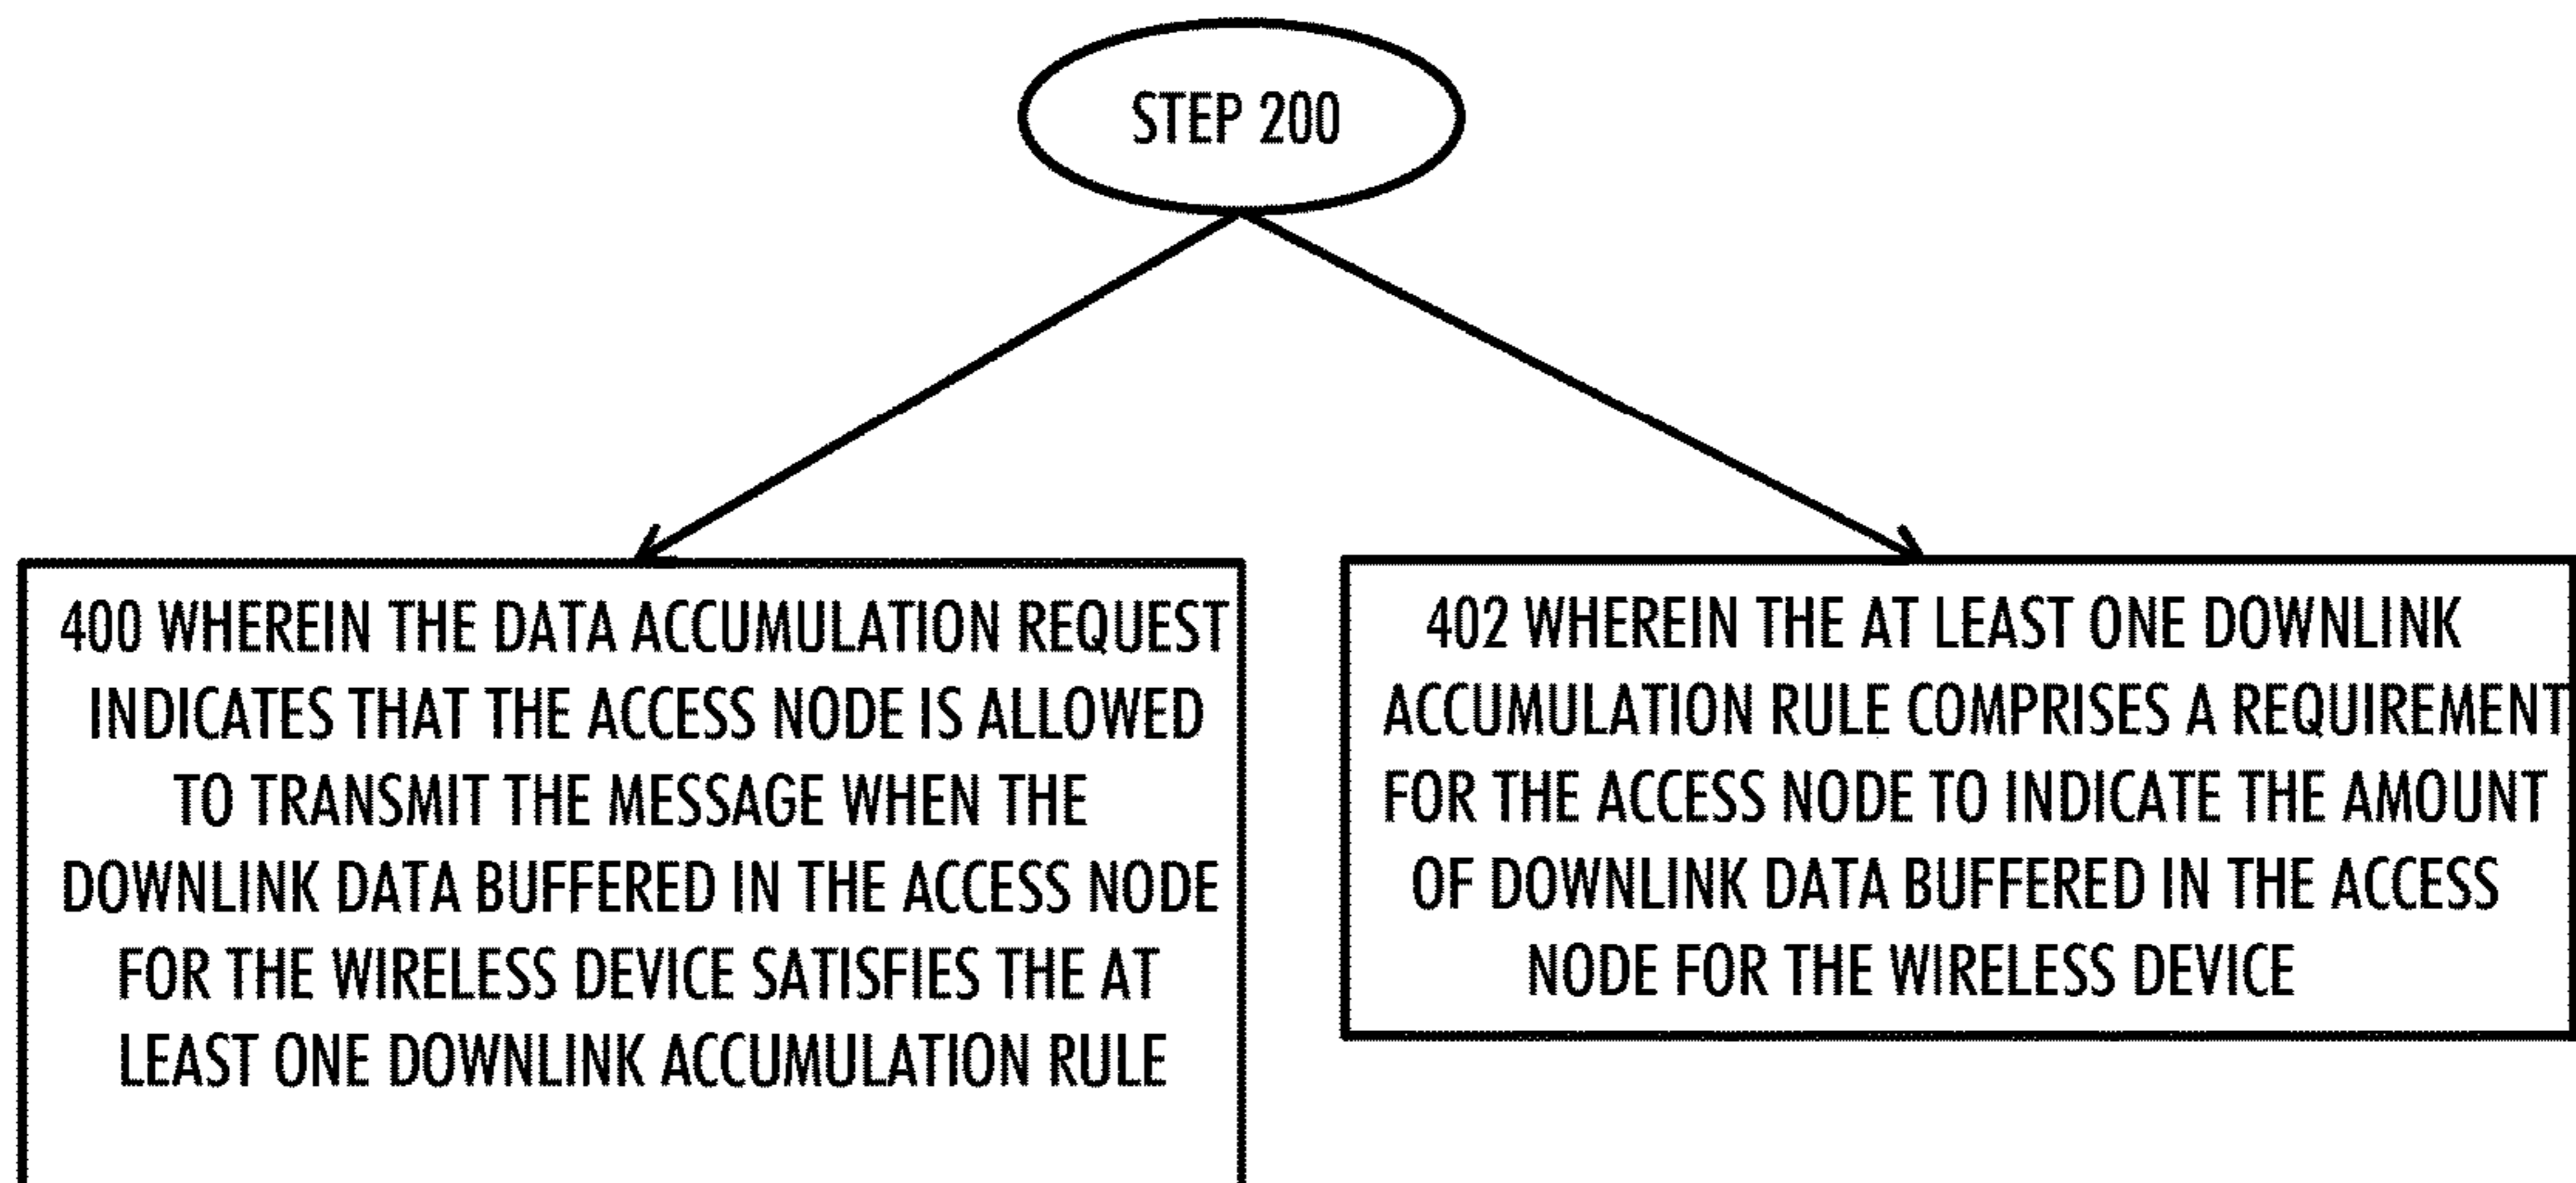 STEP 200
400 WHEREIN THE DATA ACCUMULATION REQUEST
INDICATES THAT THE ACCESS NODE IS ALLOWED
TO TRANSMIT THE MESSAGE WHEN THE
DOWNLINK DATA BUFFERED IN THE ACCESS NODE
FOR THE WIRELESS DEVICE SATISFIES THE AT
LEAST ONE DOWNLINK ACCUMULATION RULE
402 WHEREIN THE AT LEAST ONE DOWNLINK
ACCUMULATION RULE COMPRISES A REQUIREMENT
FOR THE ACCESS NODE TO INDICATE THE AMOUNT
OF DOWNLINK DATA BUFFERED IN THE ACCESS
NODE FOR THE WIRELESS DEVICE